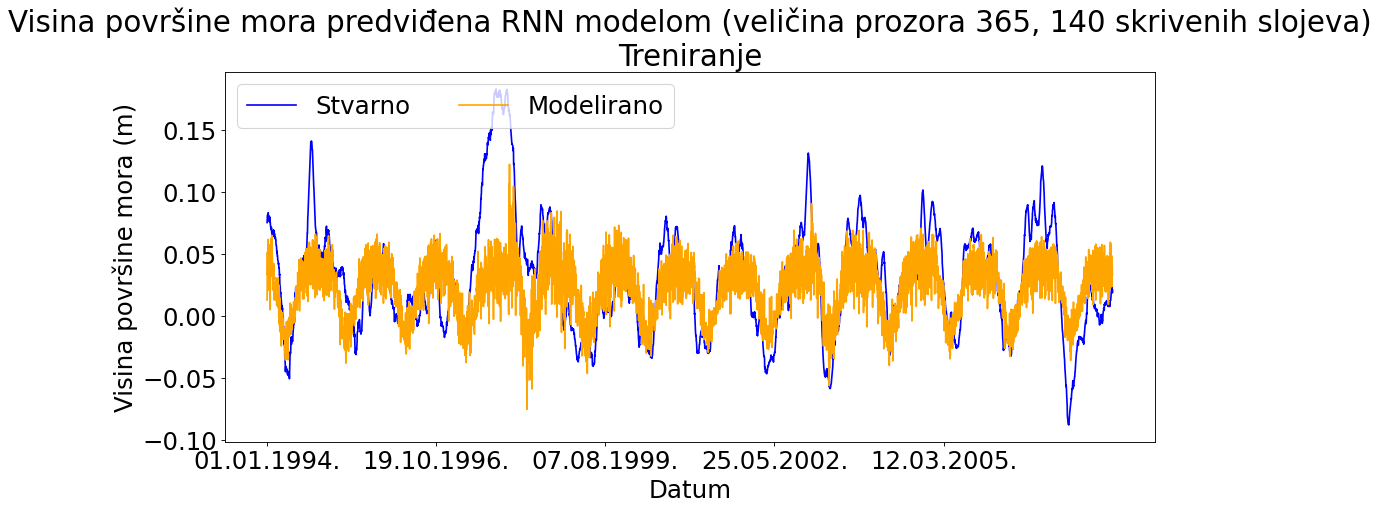 Visina površine mora predviđena RNN modelom (veličina prozora 365, 140 skrivenih slojeva)
Treniranje
Stvarno Modelirano
Visina površine mora (m)
0.15
0.10
0.05
0.00
−0.05
−0.10
01.01.1994. 19.10.1996. 07.08.1999. 25.05.2002. 12.03.2005.
Datum